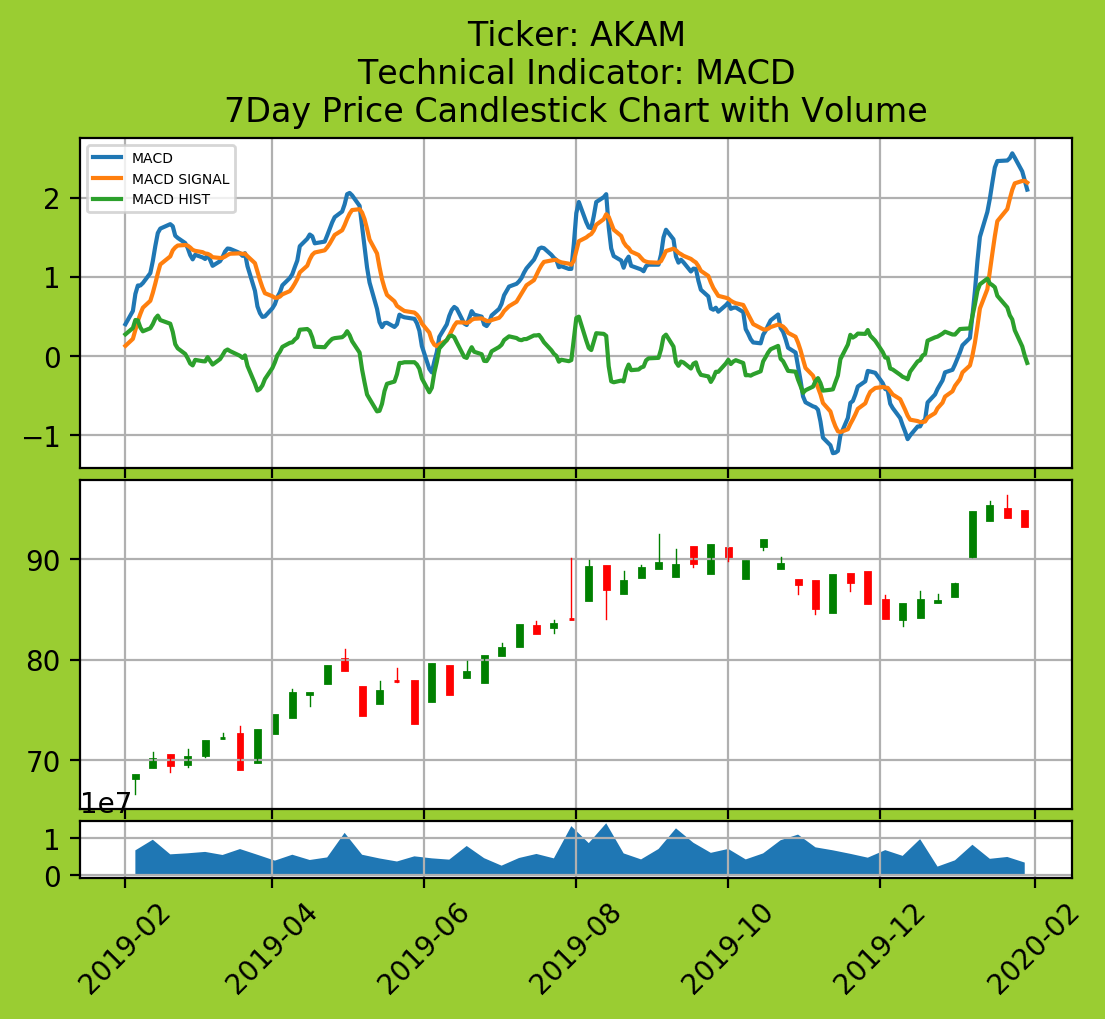 Ticker: AKAM
Technical Indicator: MACD
7Day Price Candlestick Chart with Volume
MACD
MACD SIGNAL
MACD HIST
2
1
0
−1
90
80
70
1e7
1
0
2019-02
2019-04
2019-06
2019-08
2019-10
2019-12
2020-02